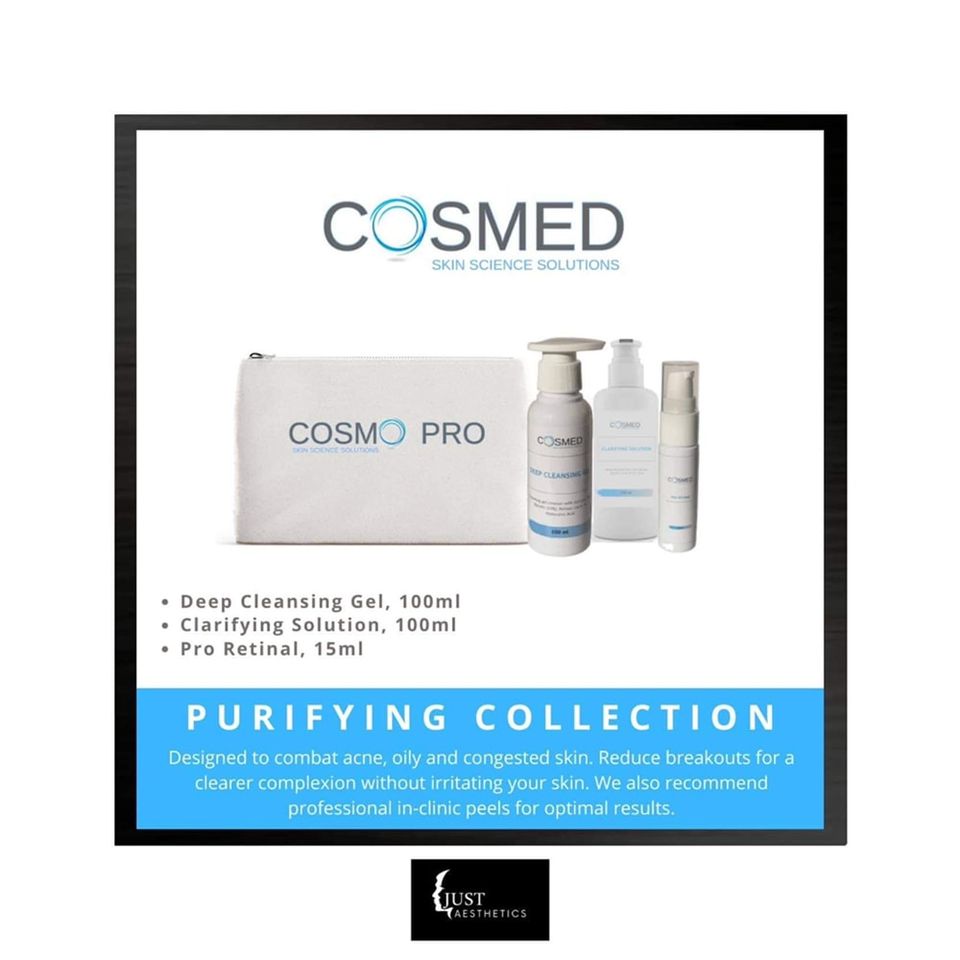 COSMED
SKIN SCIENCE SOLUTIONS
COSMO PRO
SKIN SCIENCE SOLUTIONS
COSMED
DEEP CLEANSING GEL
100 ml
COSMED
CLARIFYING SOLUTION
COSMED
• Deep Cleansing Gel, 100ml
• Clarifying Solution, 100ml
• Pro Retinal, 15ml
PURIFYING COLLECTION
Designed to combat acne, oily and congested skin. Reduce breakouts for a
clearer complexion without irritating your skin. We also recommend
professional in-clinic peels for optimal results.
JUST
AESTHETICS